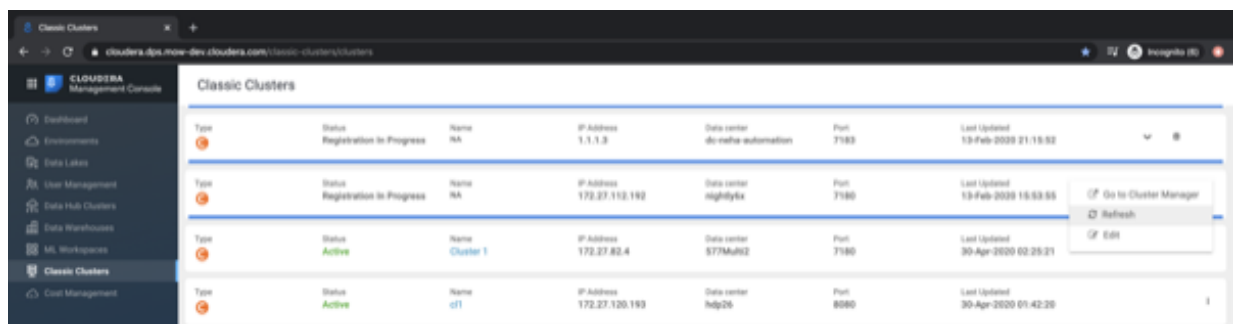 Classic Clusters
cloudera.dps.mow-dev.cloudera.com/classic-clusters/clusters
Incognito (6)
CLOUDERA
Management Console
Classic Clusters
Dashboard
Environments
Data Lakes
User Management
Data Hub Clusters
Data Warehouses
ML Workspaces
Classic Clusters
Cost Management
Type Status Name IP Address Data center Port Last Updated
Registration In Progress NA 1.1.1.3 dc-neha-automation 7183 13-Feb-2020 21:15:52
Type Status Name IP Address Data center Port Last Updated
Registration In Progress NA 172.27.112.192 nightly6x 7180 13-Feb-2020 15:53:55
Go to Cluster Manager
Refresh
Edit
Type Status Name IP Address Data center Port Last Updated
Active Cluster 1 172.27.82.4 577Multi2 7180 30-Apr-2020 02:25:21
Type Status Name IP Address Data center Port Last Updated
Active cl1 172.27.120.193 hdp26 8080 30-Apr-2020 01:42:20